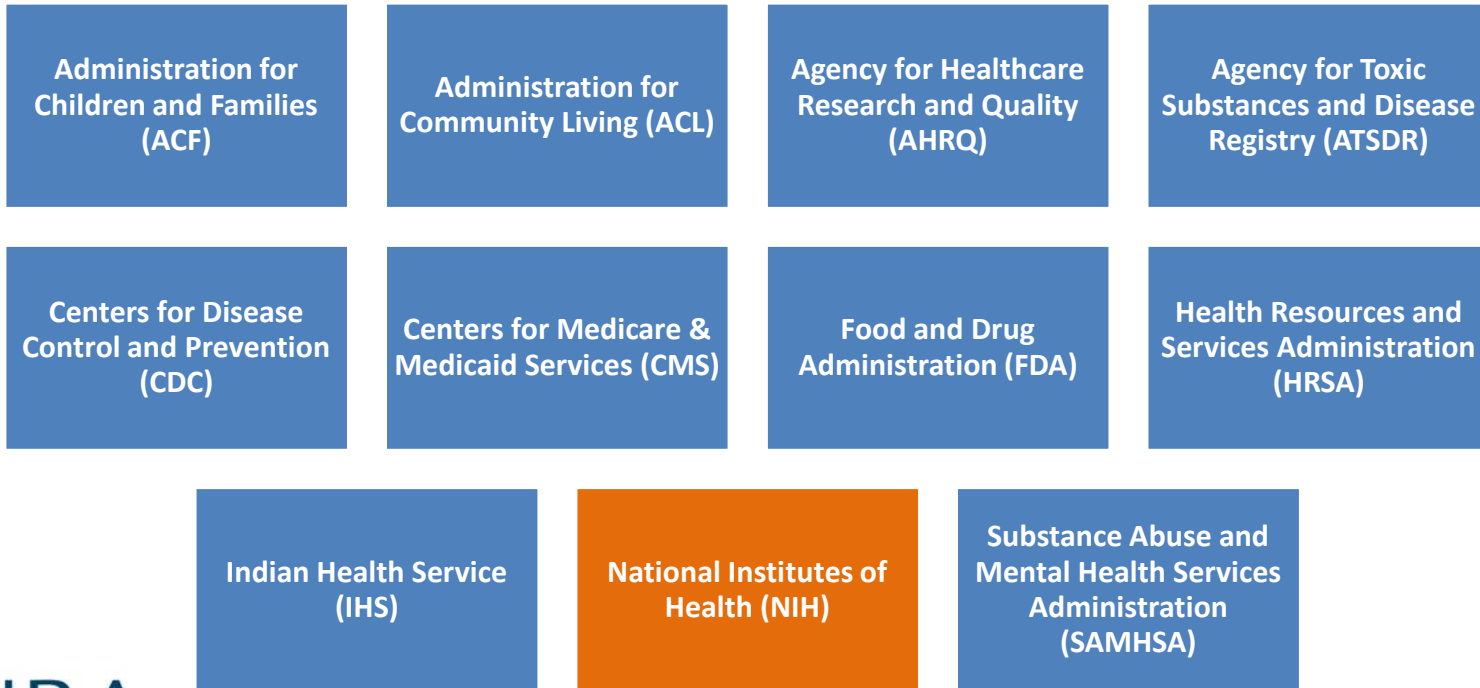 Administration for
Children and Families
(ACF)
Administration for
Community Living (ACL)
Agency for Healthcare
Research and Quality
(AHRQ)
Agency for Toxic
Substances and Disease
Registry (ATSDR)
Centers for Disease
Control and Prevention
(CDC)
Centers for Medicare &
Medicaid Services (CMS)
Food and Drug
Administration (FDA)
Health Resources and
Services Administration
(HRSA)
Indian Health Service
(IHS)
National Institutes of
Health (NIH)
Substance Abuse and
Mental Health Services
Administration
(SAMHSA)